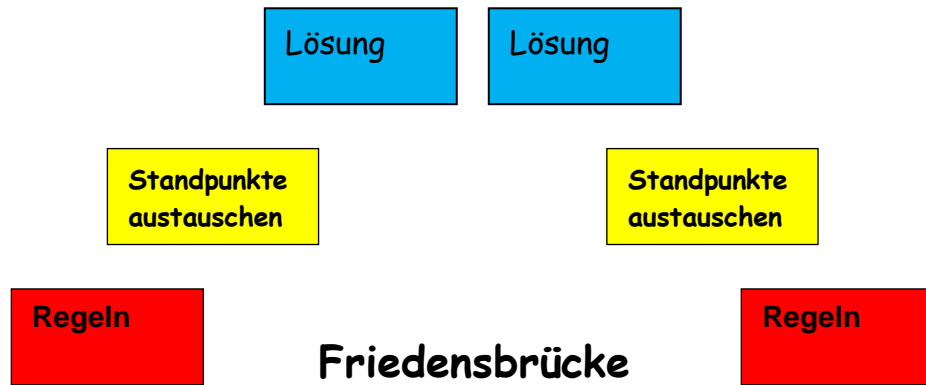 Lösung Lösung
Standpunkte Standpunkte
austauschen austauschen
Regeln Regeln
Friedensbrücke